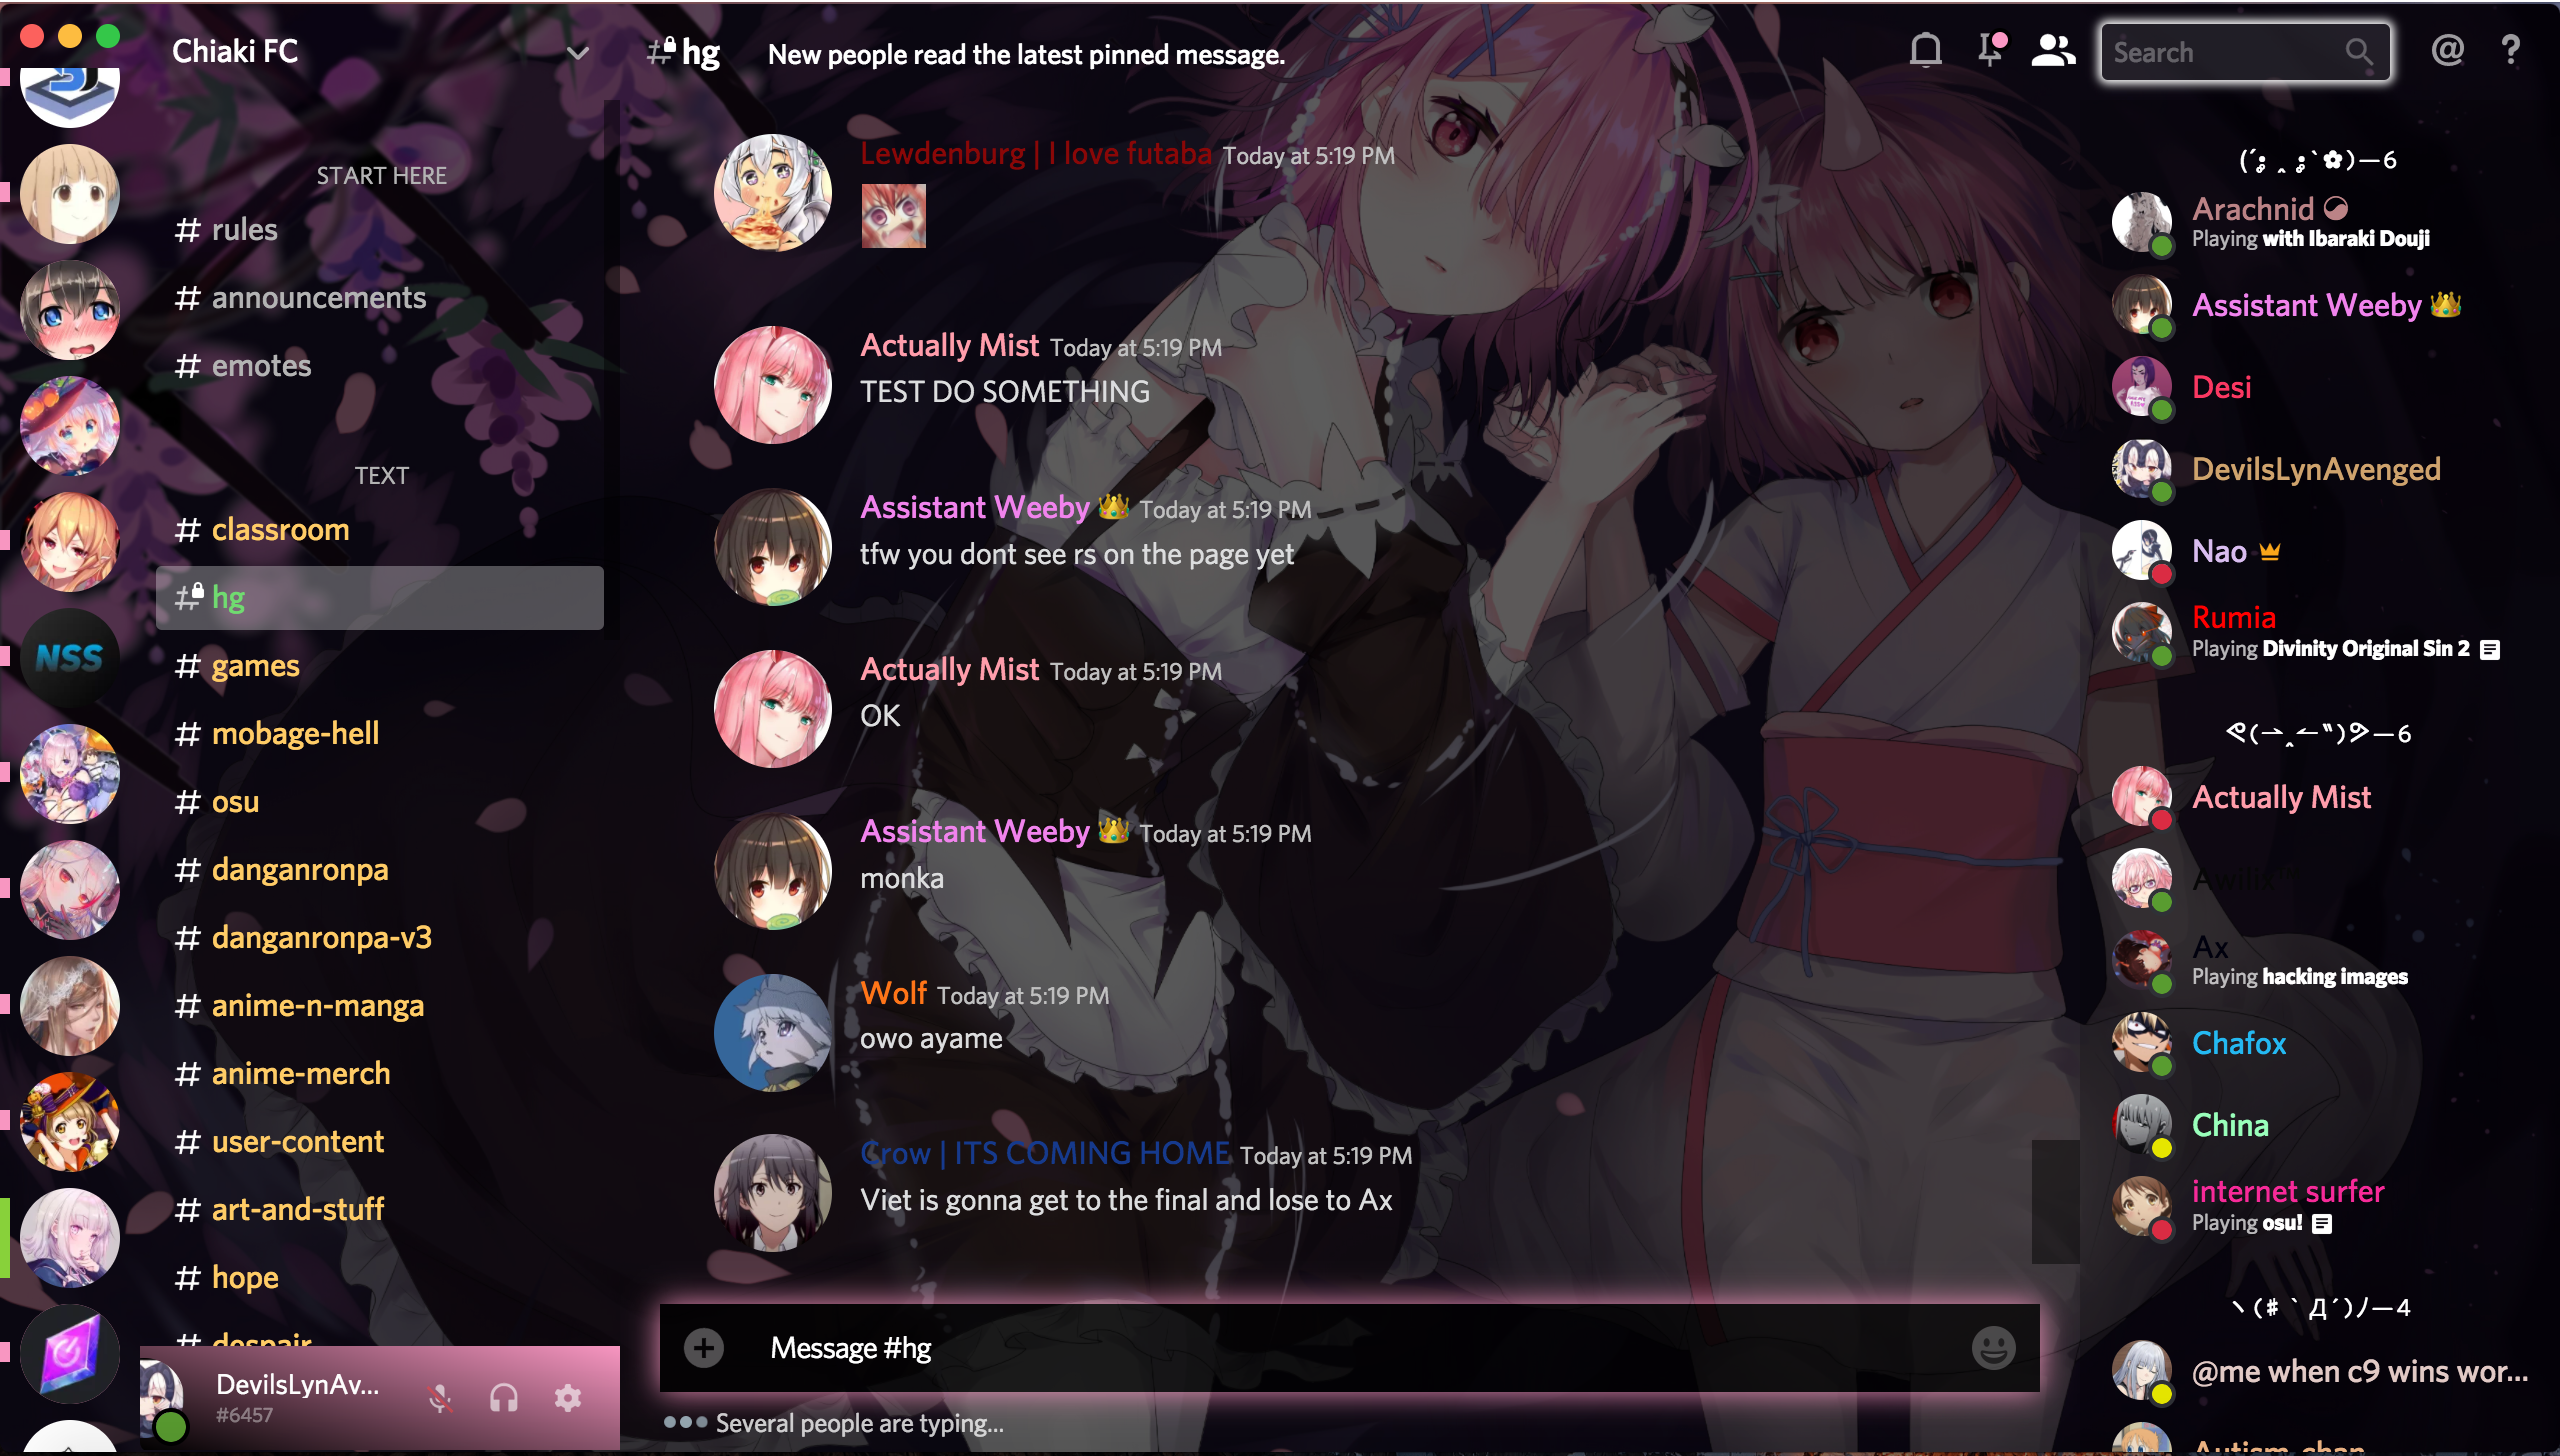 Chiaki FC
START HERE
# rules
# announcements
# emotes
TEXT
# classroom
# hg
# games
# mobage-hell
# osu
# danganronpa
# danganronpa-v3
# anime-n-manga
# anime-merch
# user-content
# art-and-stuff
# hope
# despair
NSS
DevilsLynAv...
#6457
# hg
New people read the latest pinned message.
Search
Lewdenburg | I love futaba Today at 5:19 PM
Actually Mist Today at 5:19 PM
TEST DO SOMETHING
Assistant Weeby 👑 Today at 5:19 PM
tfw you dont see rs on the page yet
Actually Mist Today at 5:19 PM
OK
Assistant Weeby 👑 Today at 5:19 PM
monka
Wolf Today at 5:19 PM
owo ayame
Crow | ITS COMING HOME Today at 5:19 PM
Viet is gonna get to the final and lose to Ax
Message #hg
Several people are typing...
—6
Arachnid
Playing with Ibaraki Douji
Assistant Weeby 👑
Desi
DevilsLynAvenged
Nao
Rumia
Playing Divinity Original Sin 2
—6
Actually Mist
Ax
Playing hacking images
Chafox
China
internet surfer
Playing osu!
ヽ(#`Д´)ﾉ—4
@me when c9 wins wor...